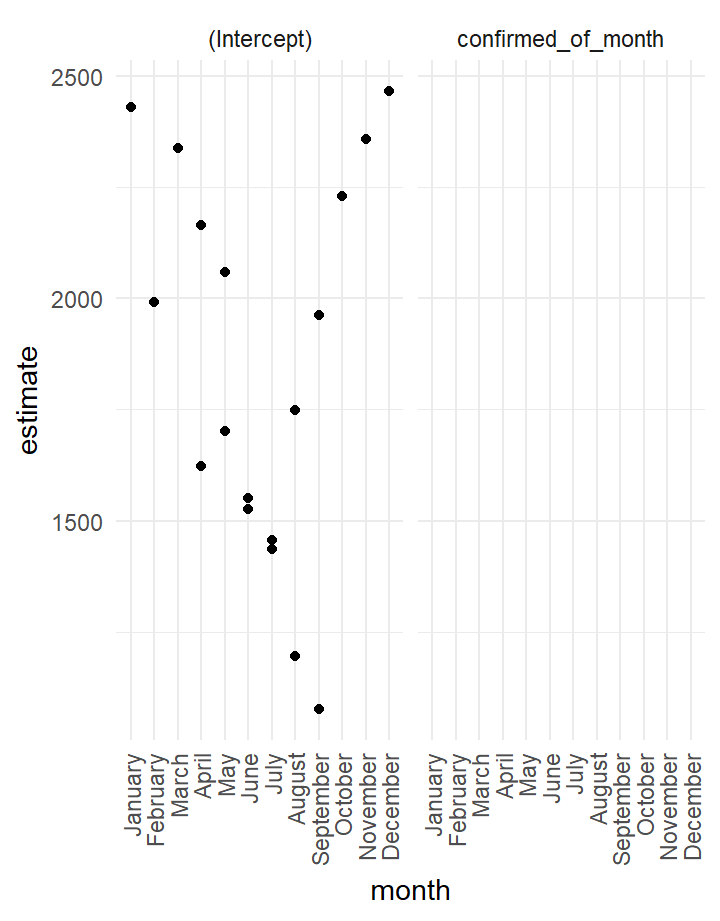 (Intercept)
confirmed_of_month
2500
2000
1500
estimate
January
February
March
April
May
June
July
August
September
October
November
December
January
February
March
April
May
June
July
August
September
October
November
December
month